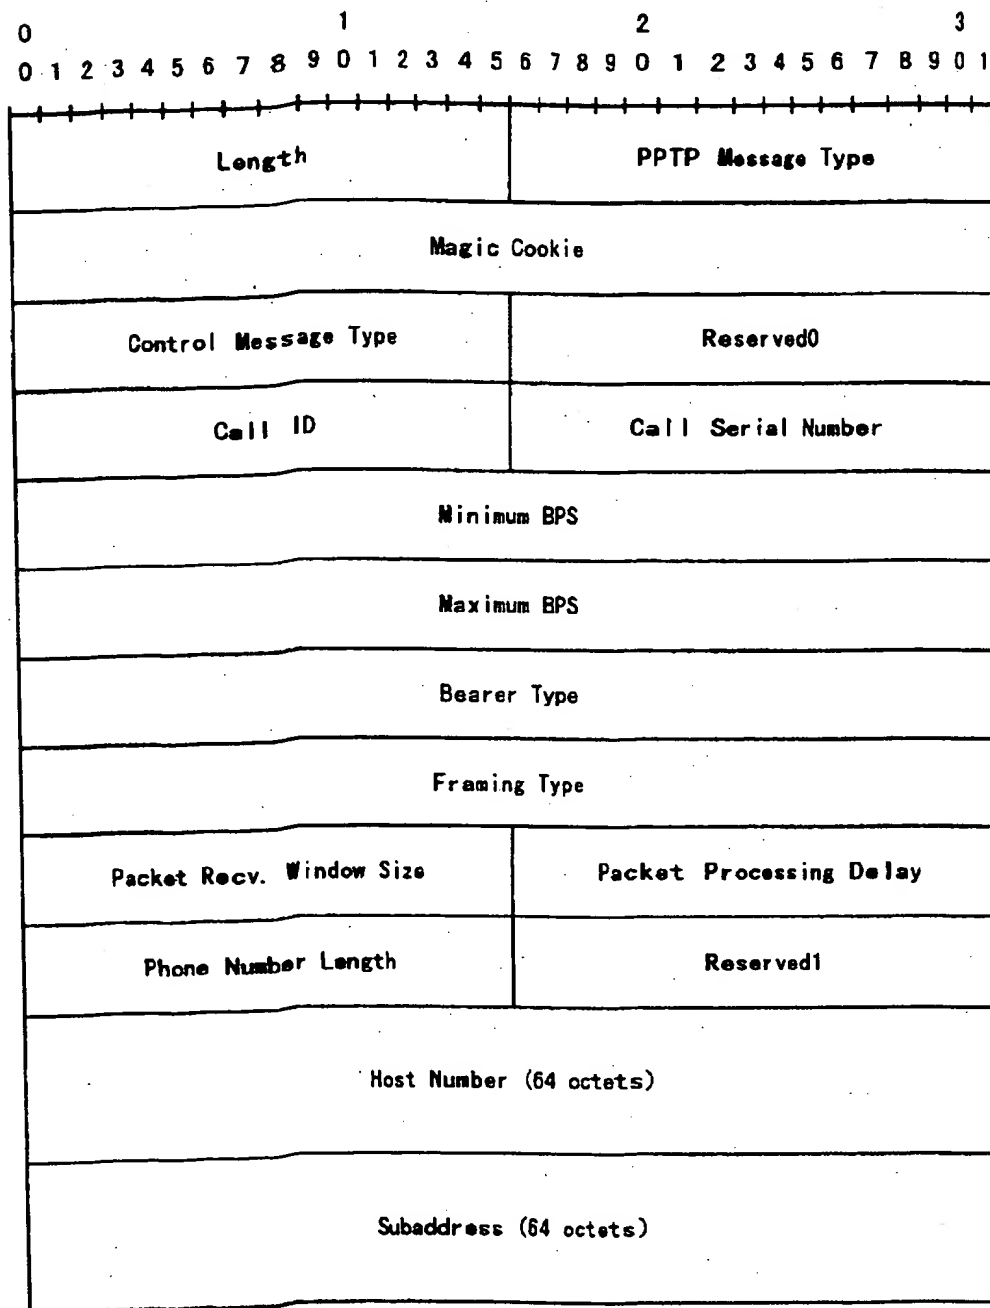 0 1 2 3
0 1 2 3 4 5 6 7 8 9 0 1 2 3 4 5 6 7 8 9 0 1 2 3 4 5 6 7 8 9 0 1
Length PPTP Message Type
Magic Cookie
Control Message Type Reserved0
Call ID Call Serial Number
Minimum BPS
Maximum BPS
Bearer Type
Framing Type
Packet Recv. Window Size Packet Processing Delay
Phone Number Length Reserved1
Host Number (64 octets)
Subaddress (64 octets)